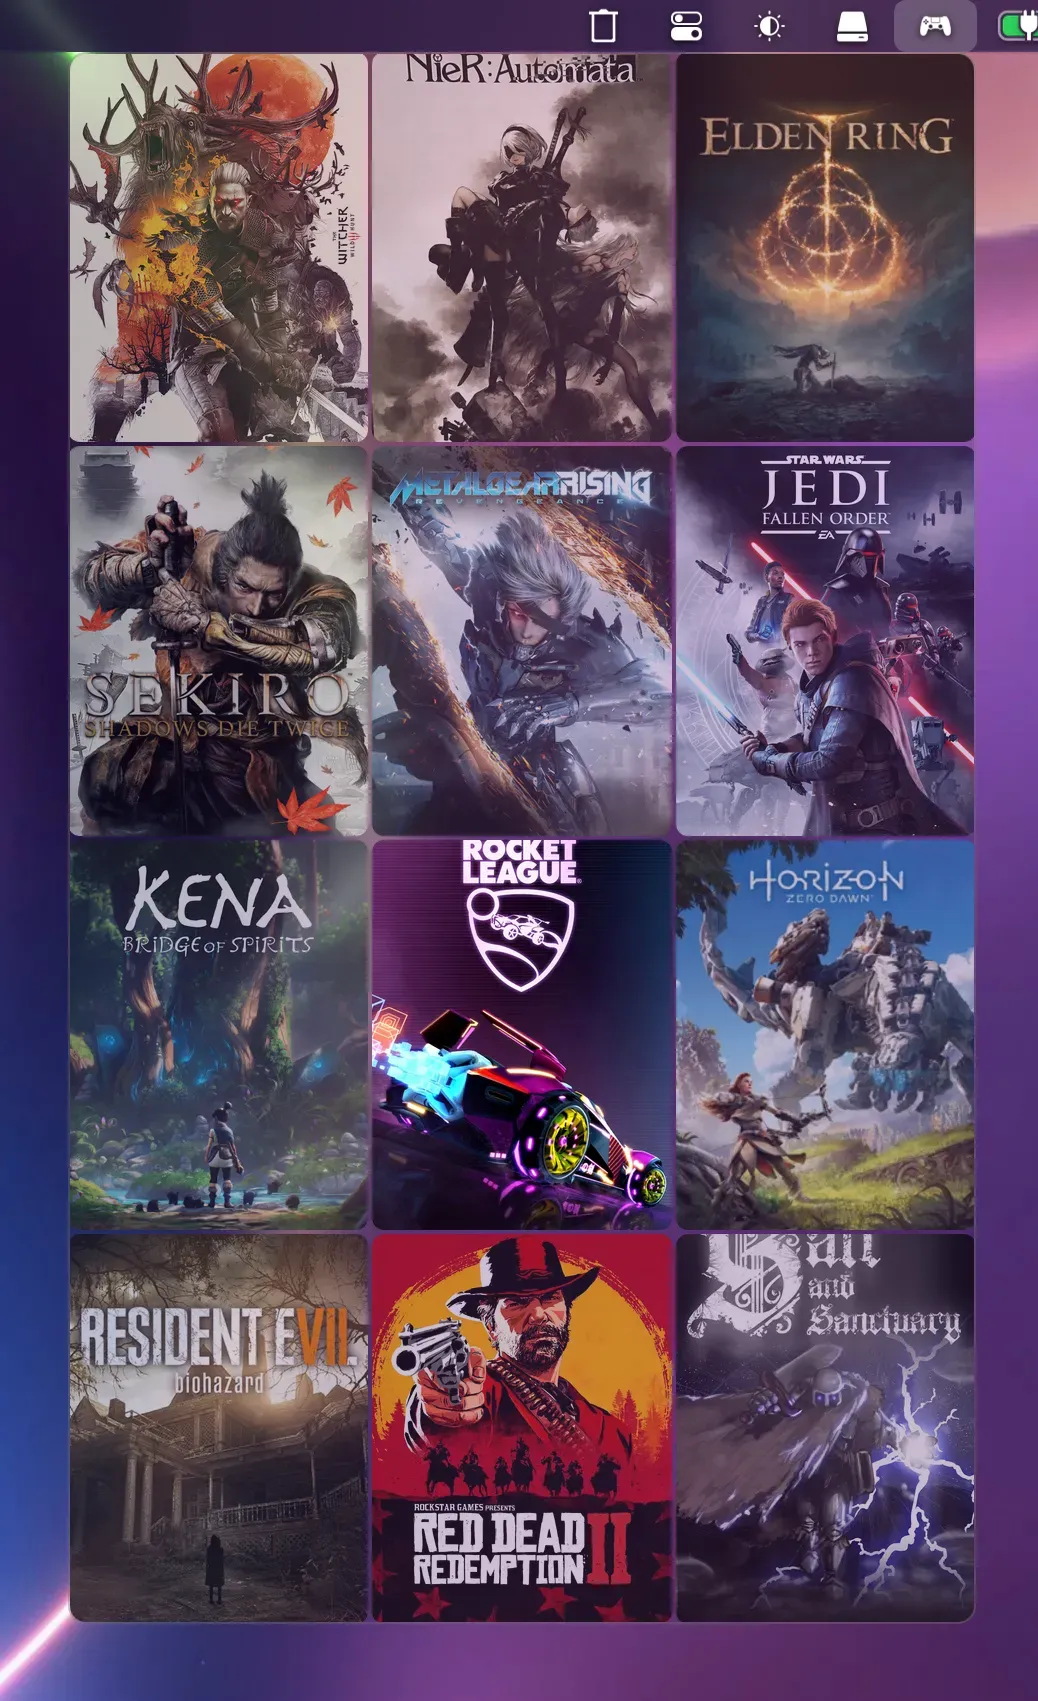 THE
WITCHER
WILD HUNT
NieR:Automata
ELDEN RING
SEKIRO
SHADOWS DIE TWICE
METAL GEAR RISING
REVENGEANCE
STAR WARS
JEDI
FALLEN ORDER
EA
KENA
BRIDGE OF SPIRITS
ROCKET
LEAGUE
HORIZON
ZERO DAWN
RESIDENT EVII.
biohazard
ROCKSTAR GAMES PRESENTS
RED DEAD
REDEMPTION II
Salt
and
Sanctuary